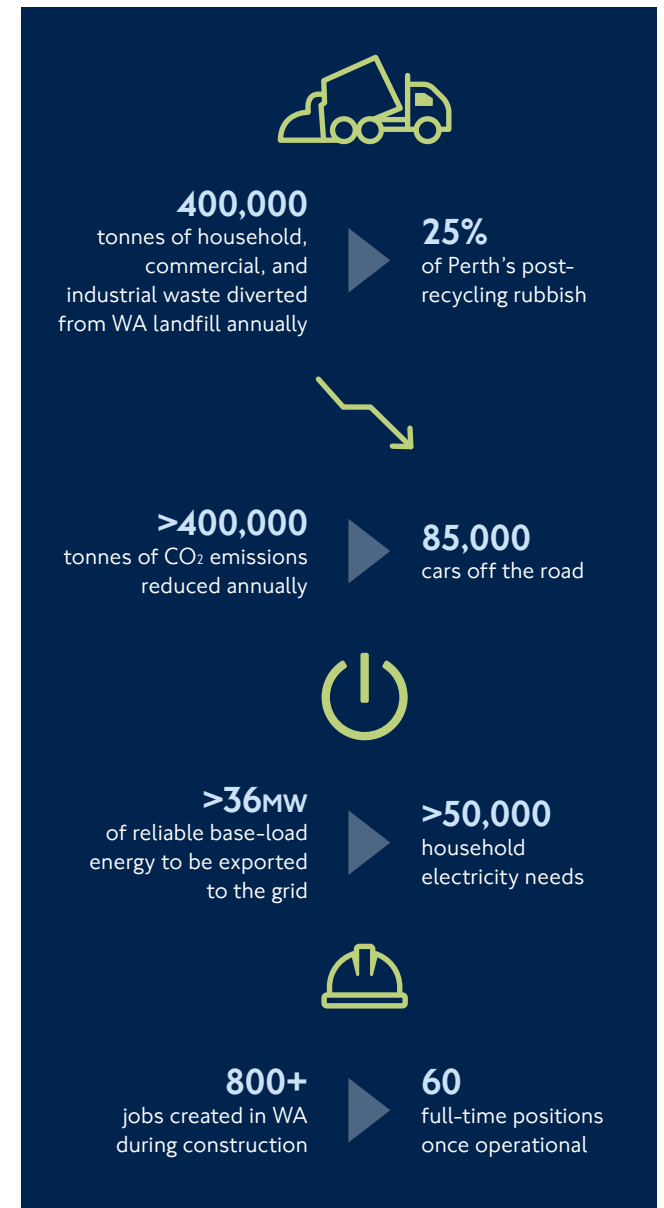 400,000
tonnes of household,
commercial, and
industrial waste diverted
from WA landfill annually
25%
of Perth’s post-
recycling rubbish
>400,000
tonnes of CO₂ emissions
reduced annually
85,000
cars off the road
>36MW
of reliable base-load
energy to be exported
to the grid
>50,000
household
electricity needs
800+
jobs created in WA
during construction
60
full-time positions
once operational